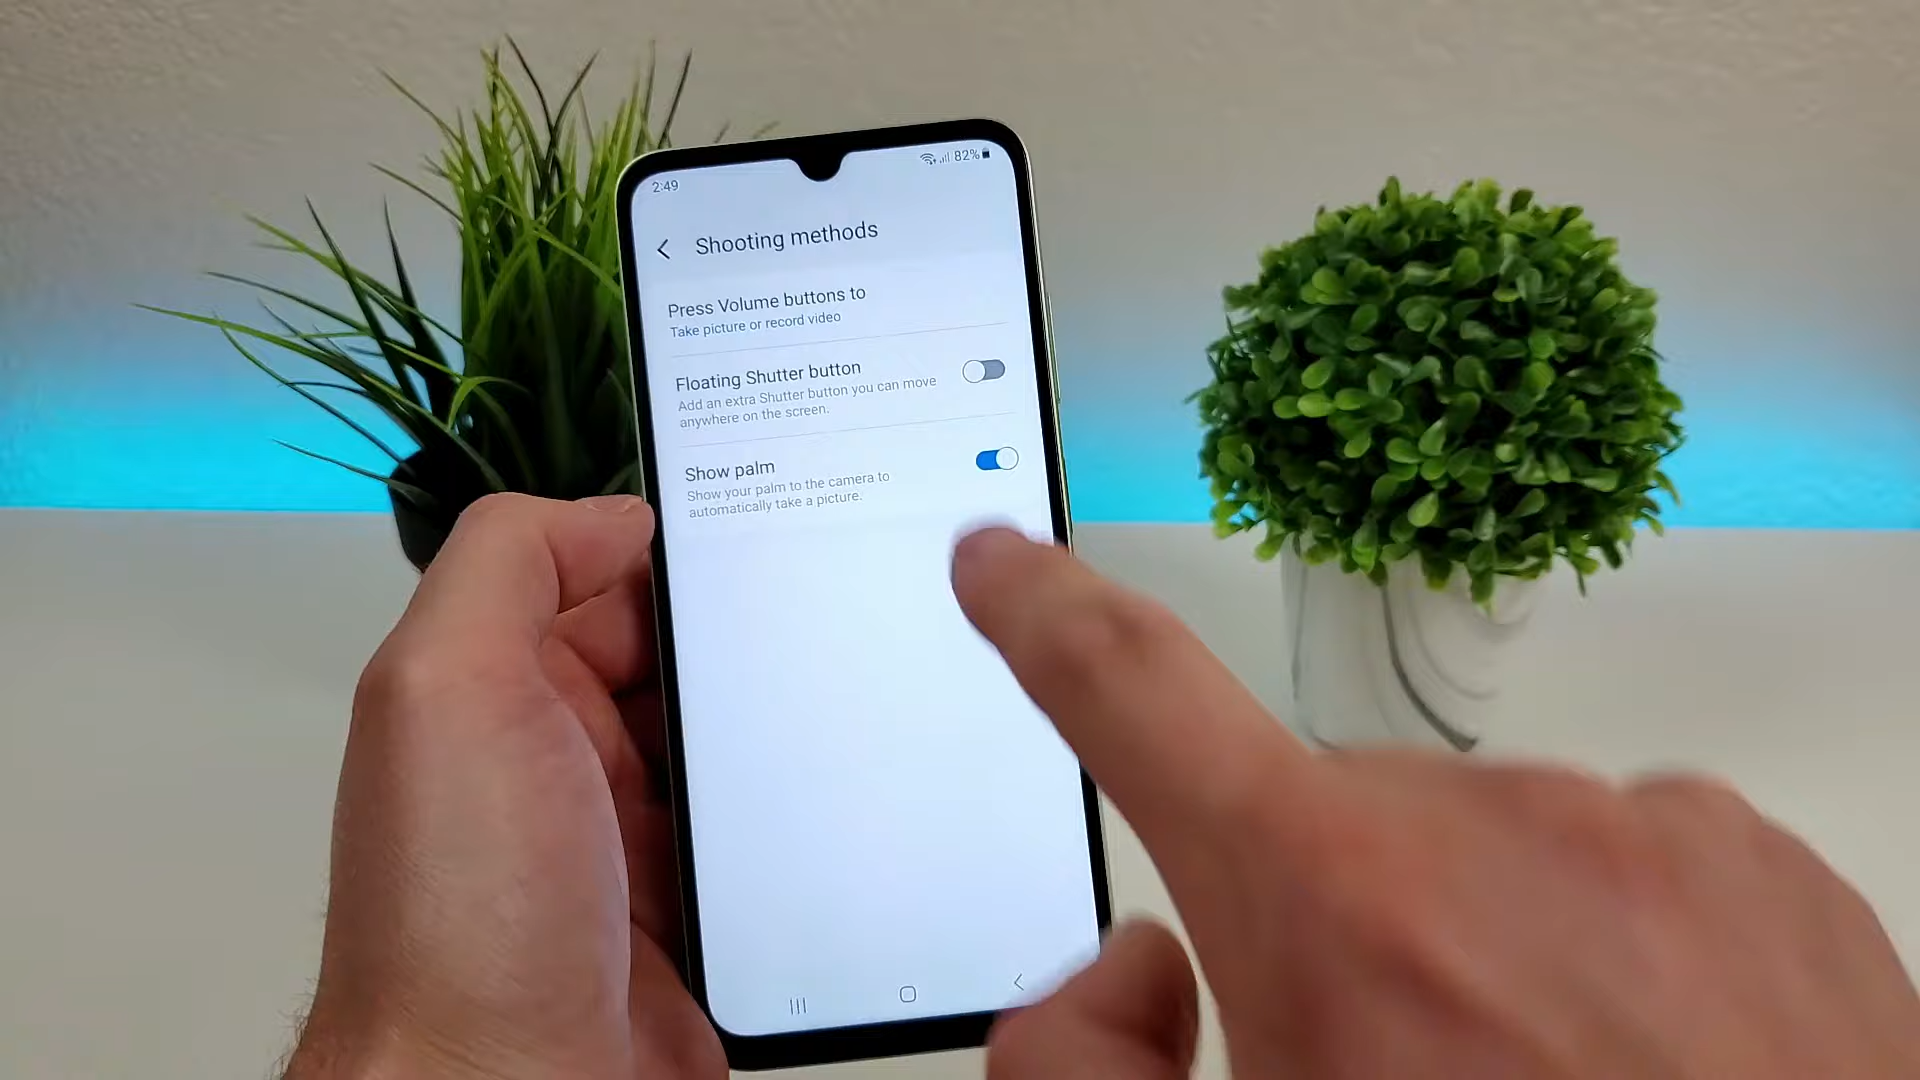 2:49
82%
Shooting methods
Press Volume buttons to
Take picture or record video
Floating Shutter button
Add an extra Shutter button you can move
anywhere on the screen.
Show palm
Show your palm to the camera to
automatically take a picture.